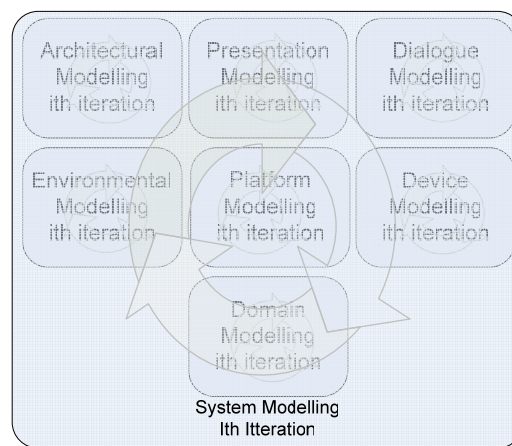 Architectural
Modelling
ith iteration
Presentation
Modelling
ith iteration
Dialogue
Modelling
ith iteration
Environmental
Modelling
ith iteration
Platform
Modelling
ith iteration
Device
Modelling
ith iteration
Domain
Modelling
ith iteration
System Modelling
Ith Itteration